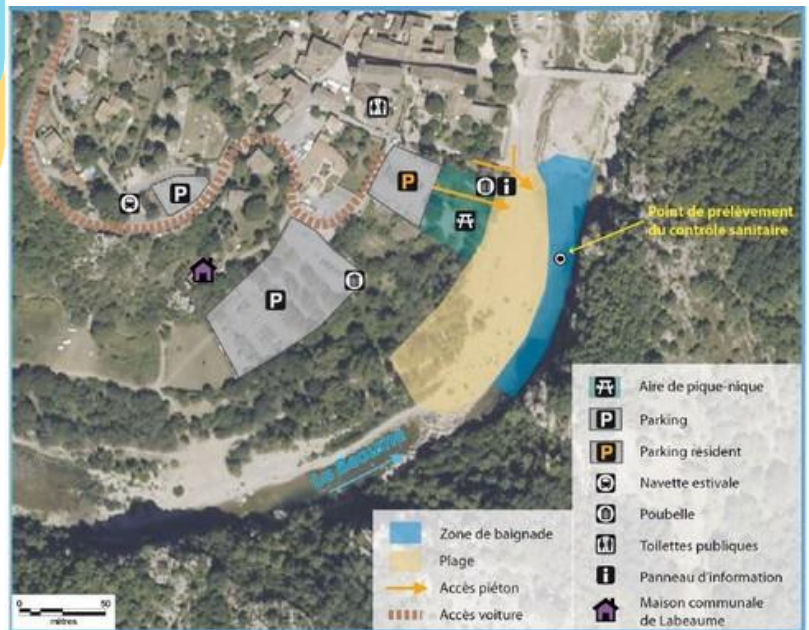 P
P
P
i
Point de prélèvement
du contrôle sanitaire
La Beaume
0 50
mètres
Zone de baignade
Plage
Accès piéton
Accès voiture
Aire de pique-nique
P Parking
P Parking résident
Navette estivale
Poubelle
Toilettes publiques
i Panneau d'information
Maison communale
de Labeaume